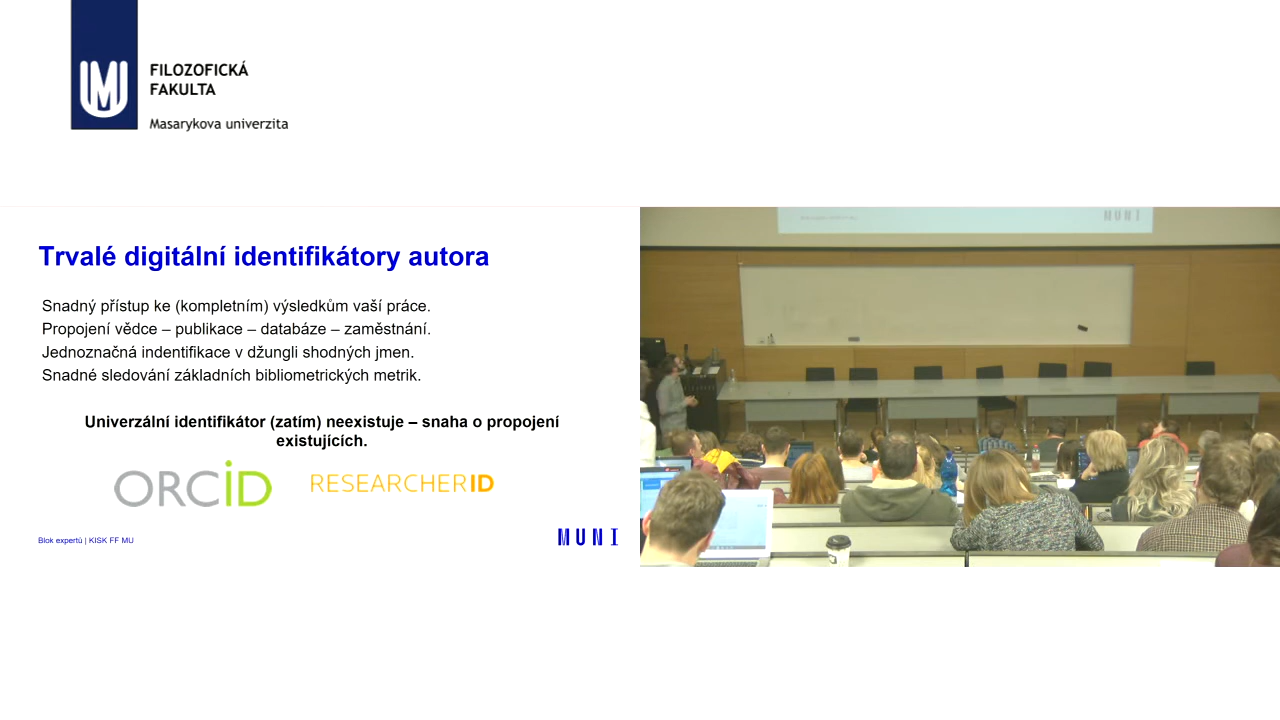 FILOZOFICKÁ
FAKULTA
Masarykova univerzita
Trvalé digitální identifikátory autora
Snadný přístup ke (kompletním) výsledkům vaší práce.
Propojení vědce – publikace – databáze – zaměstnání.
Jednoznačná indentifikace v džungli shodných jmen.
Snadné sledování základních bibliometrických metrik.
Univerzální identifikátor (zatím) neexistuje – snaha o propojení
existujících.
ORCiD
RESEARCHERID
Blok expertů | KISK FF MU
MUNI
MUNI